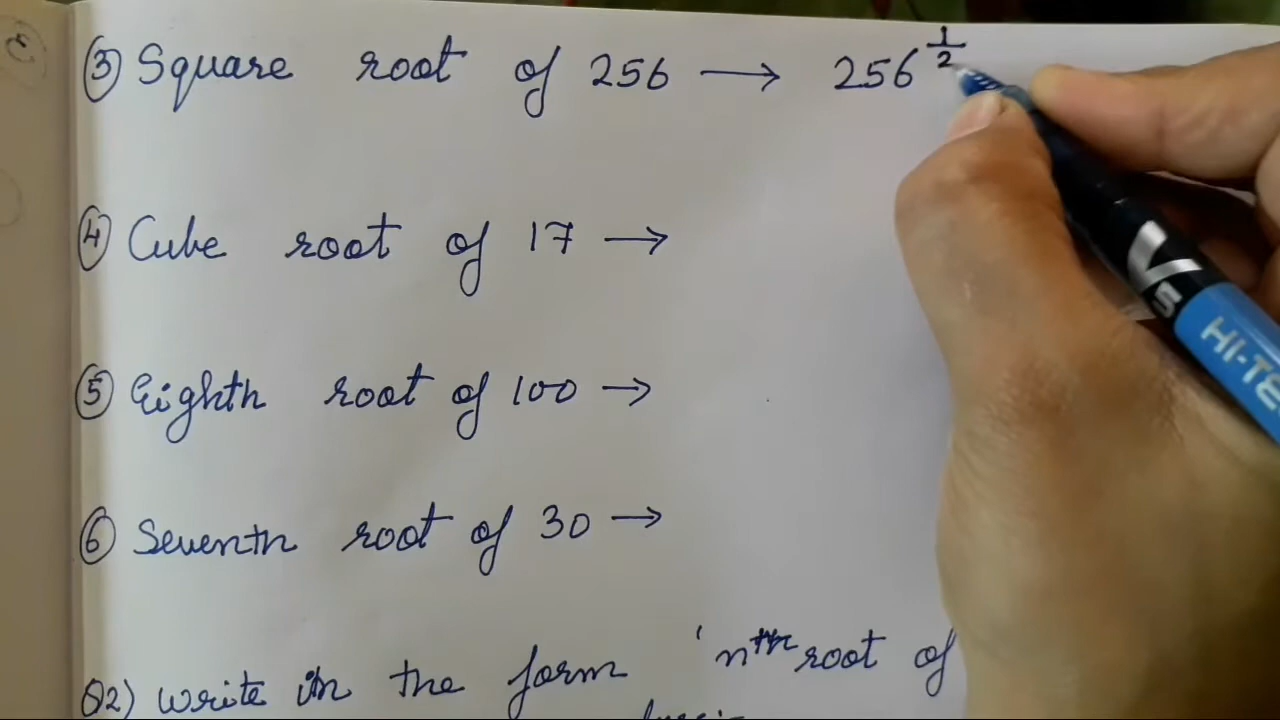 ③ Square root of 256 → 256^1/2
④ Cube root of 17 →
⑤ Eighth root of 100 →
⑥ Seventh root of 30 →
Q2) Write in the form 'nth root of
V5
HI-TE